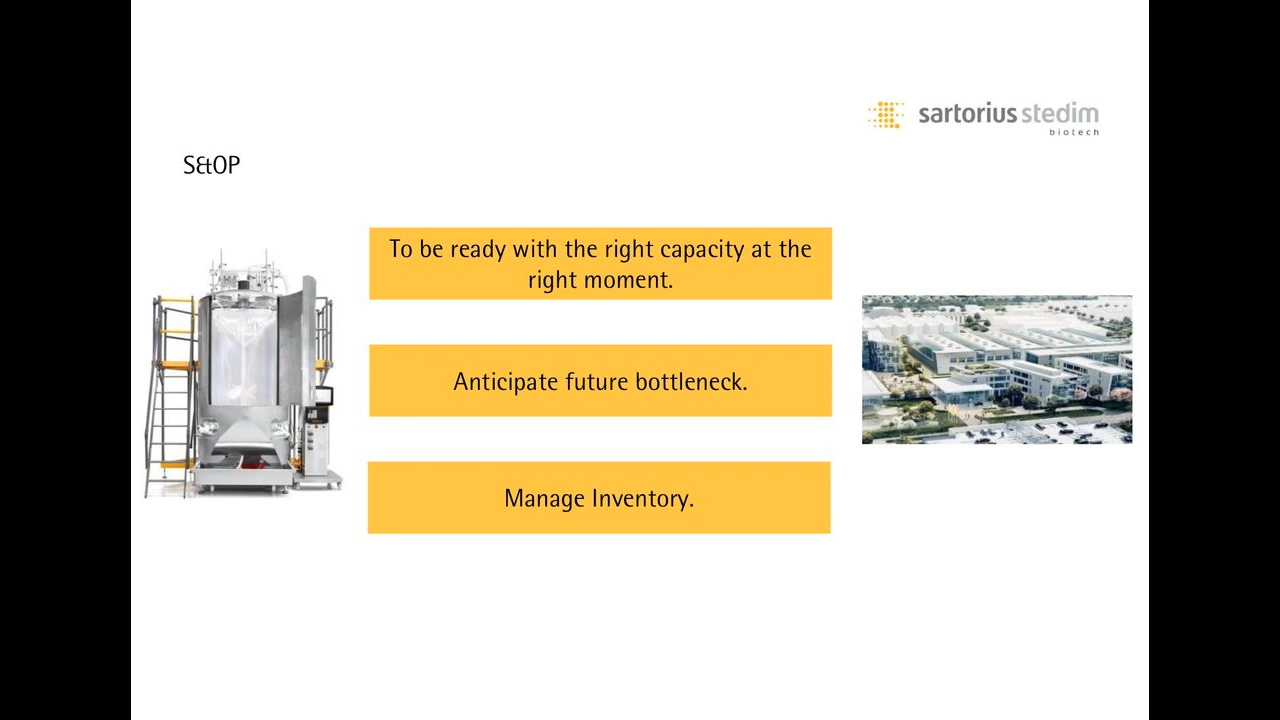 sartorius stedim
biotech
S&OP
To be ready with the right capacity at the
right moment.
Anticipate future bottleneck.
Manage Inventory.